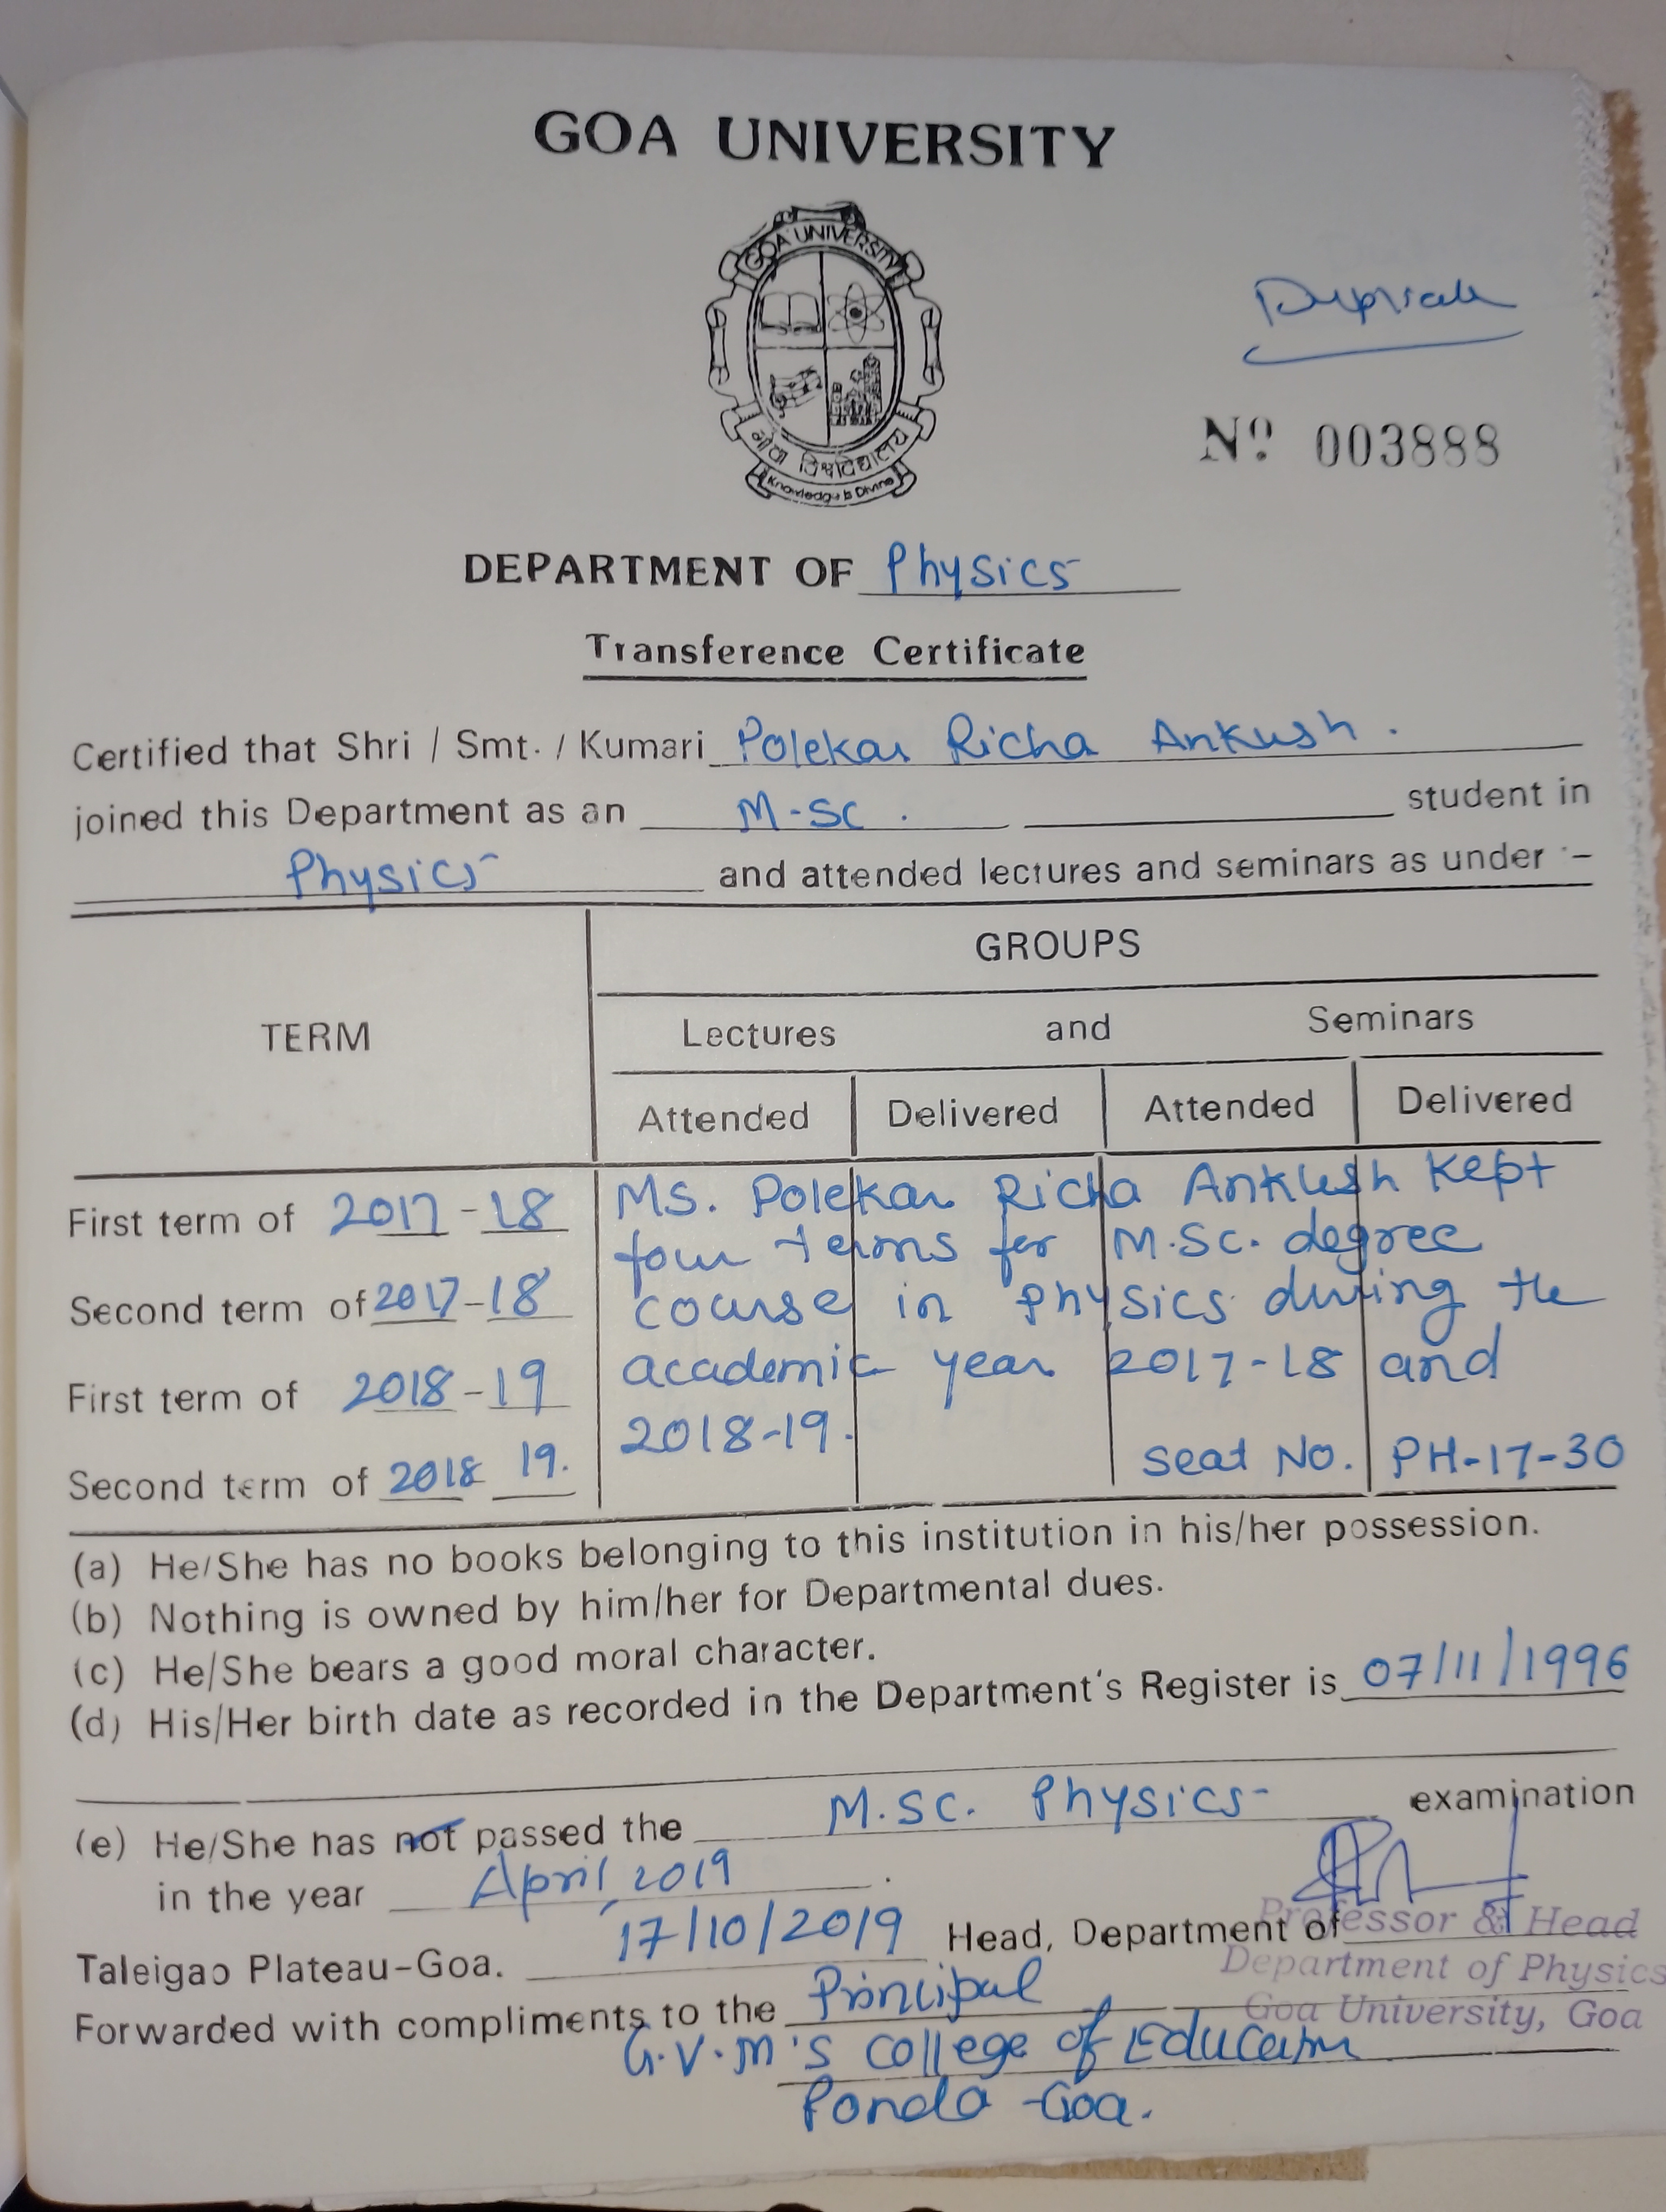 GOA UNIVERSITY
GOA UNIVERSITY
गोंय विश्वविद्यालय
Knowledge is Divine
Duplicate
Nº 003888
DEPARTMENT OF Physics
Transference Certificate
Certified that Shri / Smt. / Kumari Polekar Richa Ankush.
joined this Department as an M-sc. student in
Physics and attended lectures and seminars as under :–
GROUPS
TERM
Lectures and Seminars
Attended Delivered Attended Delivered
First term of 2017-18
Second term of 2017-18
First term of 2018-19
Second term of 2018 19.
Ms. Polekar Richa Ankush kept
four terms for M.Sc. degree
course in Physics during the
academic year 2017-18 and
2018-19.
Seat No. PH-17-30
(a) He/She has no books belonging to this institution in his/her possession.
(b) Nothing is owned by him/her for Departmental dues.
(c) He/She bears a good moral character.
(d) His/Her birth date as recorded in the Department's Register is 07/11/1996
(e) He/She has not passed the M.Sc. Physics examination
in the year April, 2019.
Taleigao Plateau-Goa. 17/10/2019 Head, Department of
Professor & Head
Department of Physics
Goa University, Goa
Forwarded with compliments to the Principal
G.V.M's College of Education
Ponda -Goa.